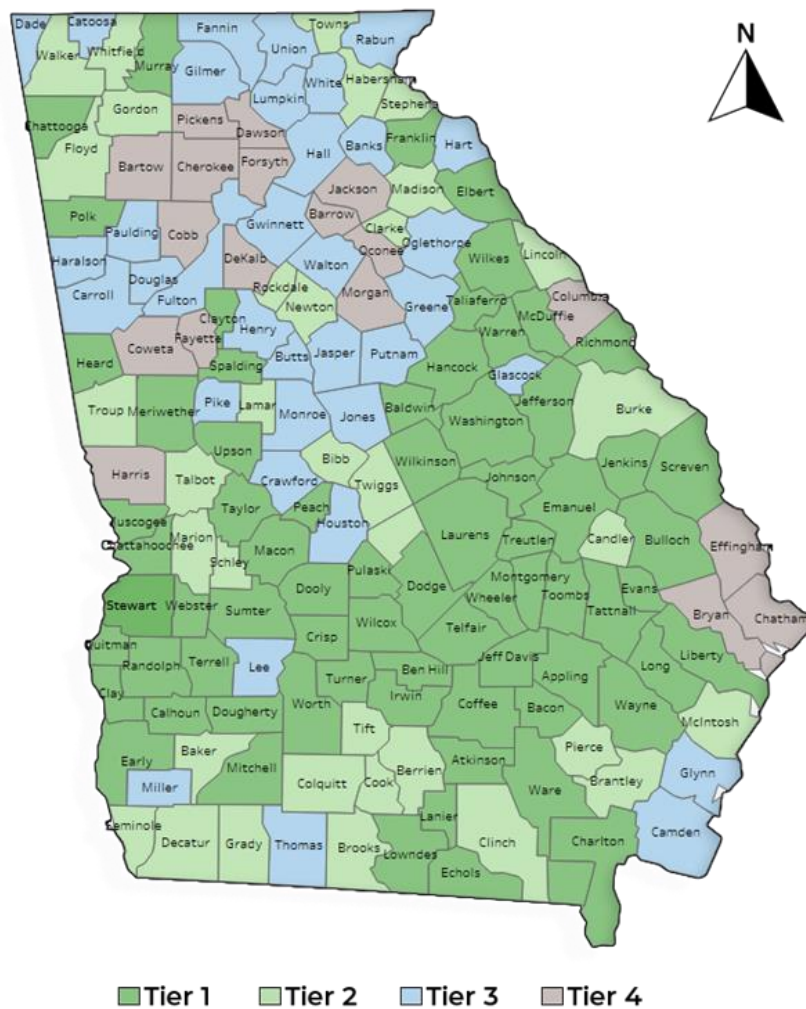 N
Dade
Catoosa
Fannin
Towns
Rabun
Walker
Whitfield
Murray
Union
Gilmer
White
Habersham
Lumpkin
Stephens
Chattooga
Gordon
Pickens
Dawson
Floyd
Bartow
Cherokee
Forsyth
Hall
Banks
Franklin
Hart
Jackson
Madison
Elbert
Polk
Paulding
Cobb
Gwinnett
Barrow
Clarke
Oglethorpe
Wilkes
Lincoln
Haralson
Douglas
DeKalb
Walton
Oconee
Carroll
Fulton
Rockdale
Newton
Morgan
Greene
Taliaferro
Columbia
McDuffie
Clayton
Henry
Warren
Richmond
Coweta
Fayette
Heard
Spalding
Butts
Jasper
Putnam
Hancock
Glascock
Jefferson
Troup
Meriwether
Pike
Lamar
Monroe
Jones
Baldwin
Washington
Burke
Harris
Upson
Talbot
Crawford
Bibb
Twiggs
Wilkinson
Johnson
Jenkins
Screven
Emanuel
Taylor
Peach
Houston
Laurens
Treutlen
Candler
Bulloch
Effingham
uscogee
Chattahoochee
Marion
Schley
Macon
Dooly
Pulaski
Dodge
Montgomery
Wheeler
Toombs
Tattnall
Evans
Bryan
Chatham
Stewart
Webster
Sumter
Crisp
Wilcox
Telfair
Quitman
Randolph
Terrell
Lee
Turner
Ben Hill
Irwin
Jeff Davis
Appling
Long
Liberty
Clay
Calhoun
Dougherty
Worth
Coffee
Bacon
Wayne
McIntosh
Early
Baker
Mitchell
Tift
Berrien
Atkinson
Pierce
Brantley
Glynn
Miller
Colquitt
Cook
Ware
Seminole
Decatur
Grady
Thomas
Brooks
Lanier
Lowndes
Clinch
Echols
Charlton
Camden
Tier 1
Tier 2
Tier 3
Tier 4